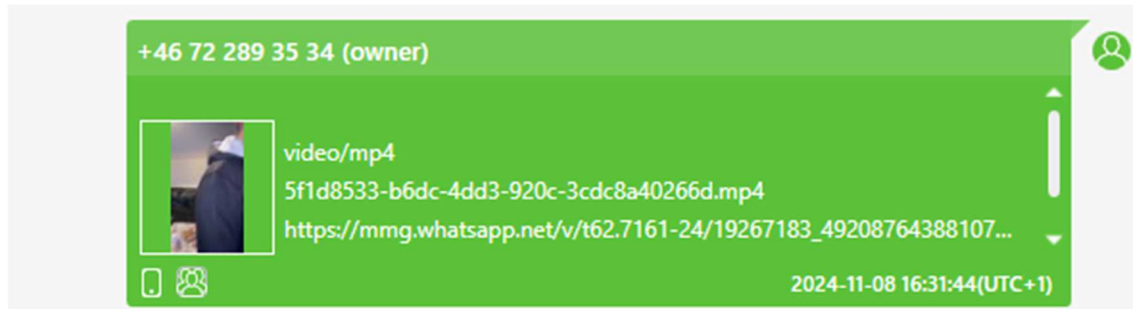 +46 72 289 35 34 (owner)
video/mp4
5f1d8533-b6dc-4dd3-920c-3cdc8a40266d.mp4
https://mmg.whatsapp.net/v/t62.7161-24/19267183_49208764388107...
2024-11-08 16:31:44(UTC+1)